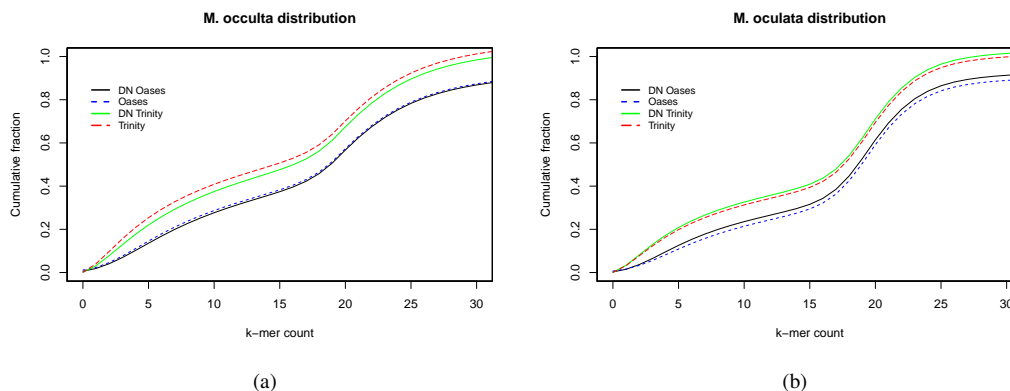 M. occulta distribution
Cumulative fraction
1.0
0.8
0.6
0.4
0.2
0.0
DN Oases
Oases
DN Trinity
Trinity
0 5 10 15 20 25 30
k−mer count
(a)
M. oculata distribution
Cumulative fraction
1.0
0.8
0.6
0.4
0.2
0.0
DN Oases
Oases
DN Trinity
Trinity
0 5 10 15 20 25 30
k−mer count
(b)